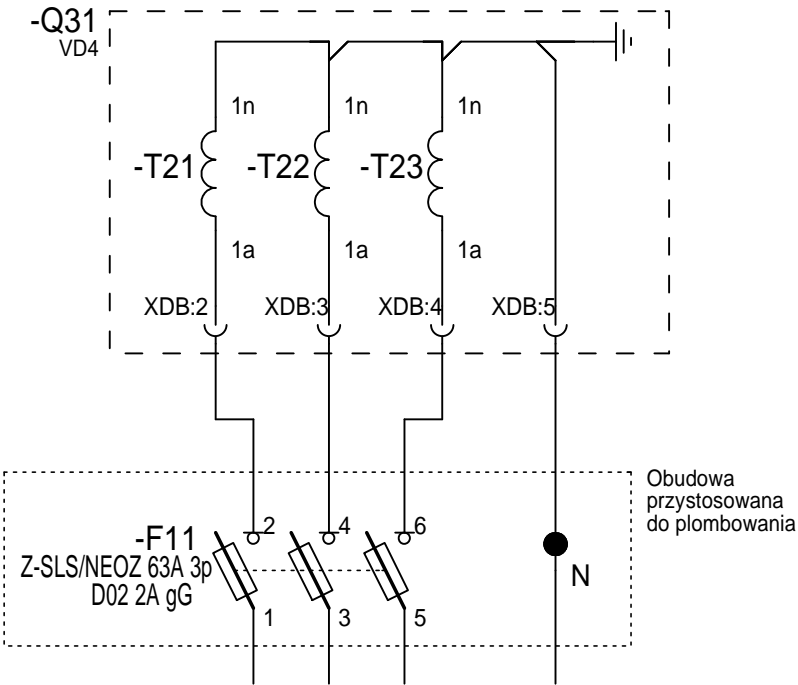 -Q31
VD4
1n 1n 1n
-T21 -T22 -T23
1a 1a 1a
XDB:2 XDB:3 XDB:4 XDB:5
Obudowa
przystosowana
do plombowania
-F11 2 4 6
Z-SLS/NEOZ 63A 3p
D02 2A gG
N
1 3 5